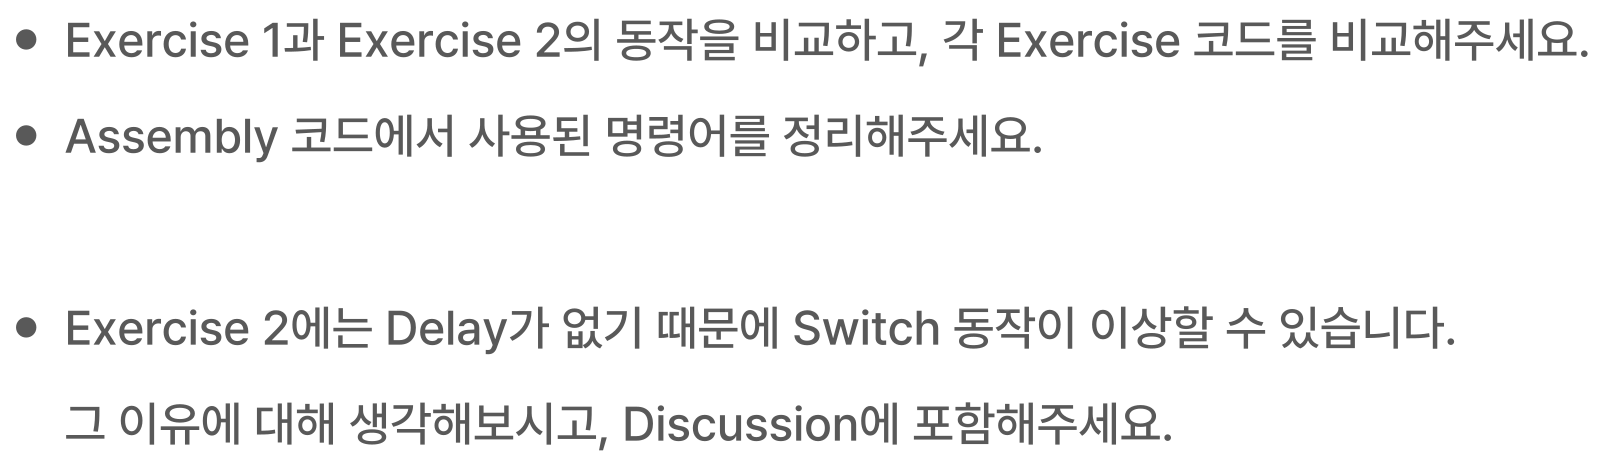 ● Exercise 1과 Exercise 2의 동작을 비교하고, 각 Exercise 코드를 비교해주세요.
● Assembly 코드에서 사용된 명령어를 정리해주세요.
● Exercise 2에는 Delay가 없기 때문에 Switch 동작이 이상할 수 있습니다.
그 이유에 대해 생각해보시고, Discussion에 포함해주세요.